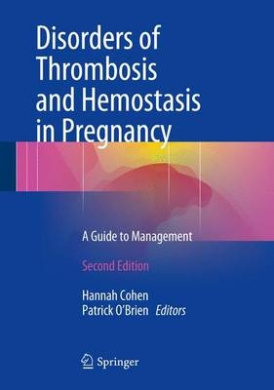 Disorders of
Thrombosis
and Hemostasis
in Pregnancy
A Guide to Management
Second Edition
Hannah Cohen
Patrick O'Brien Editors
Springer